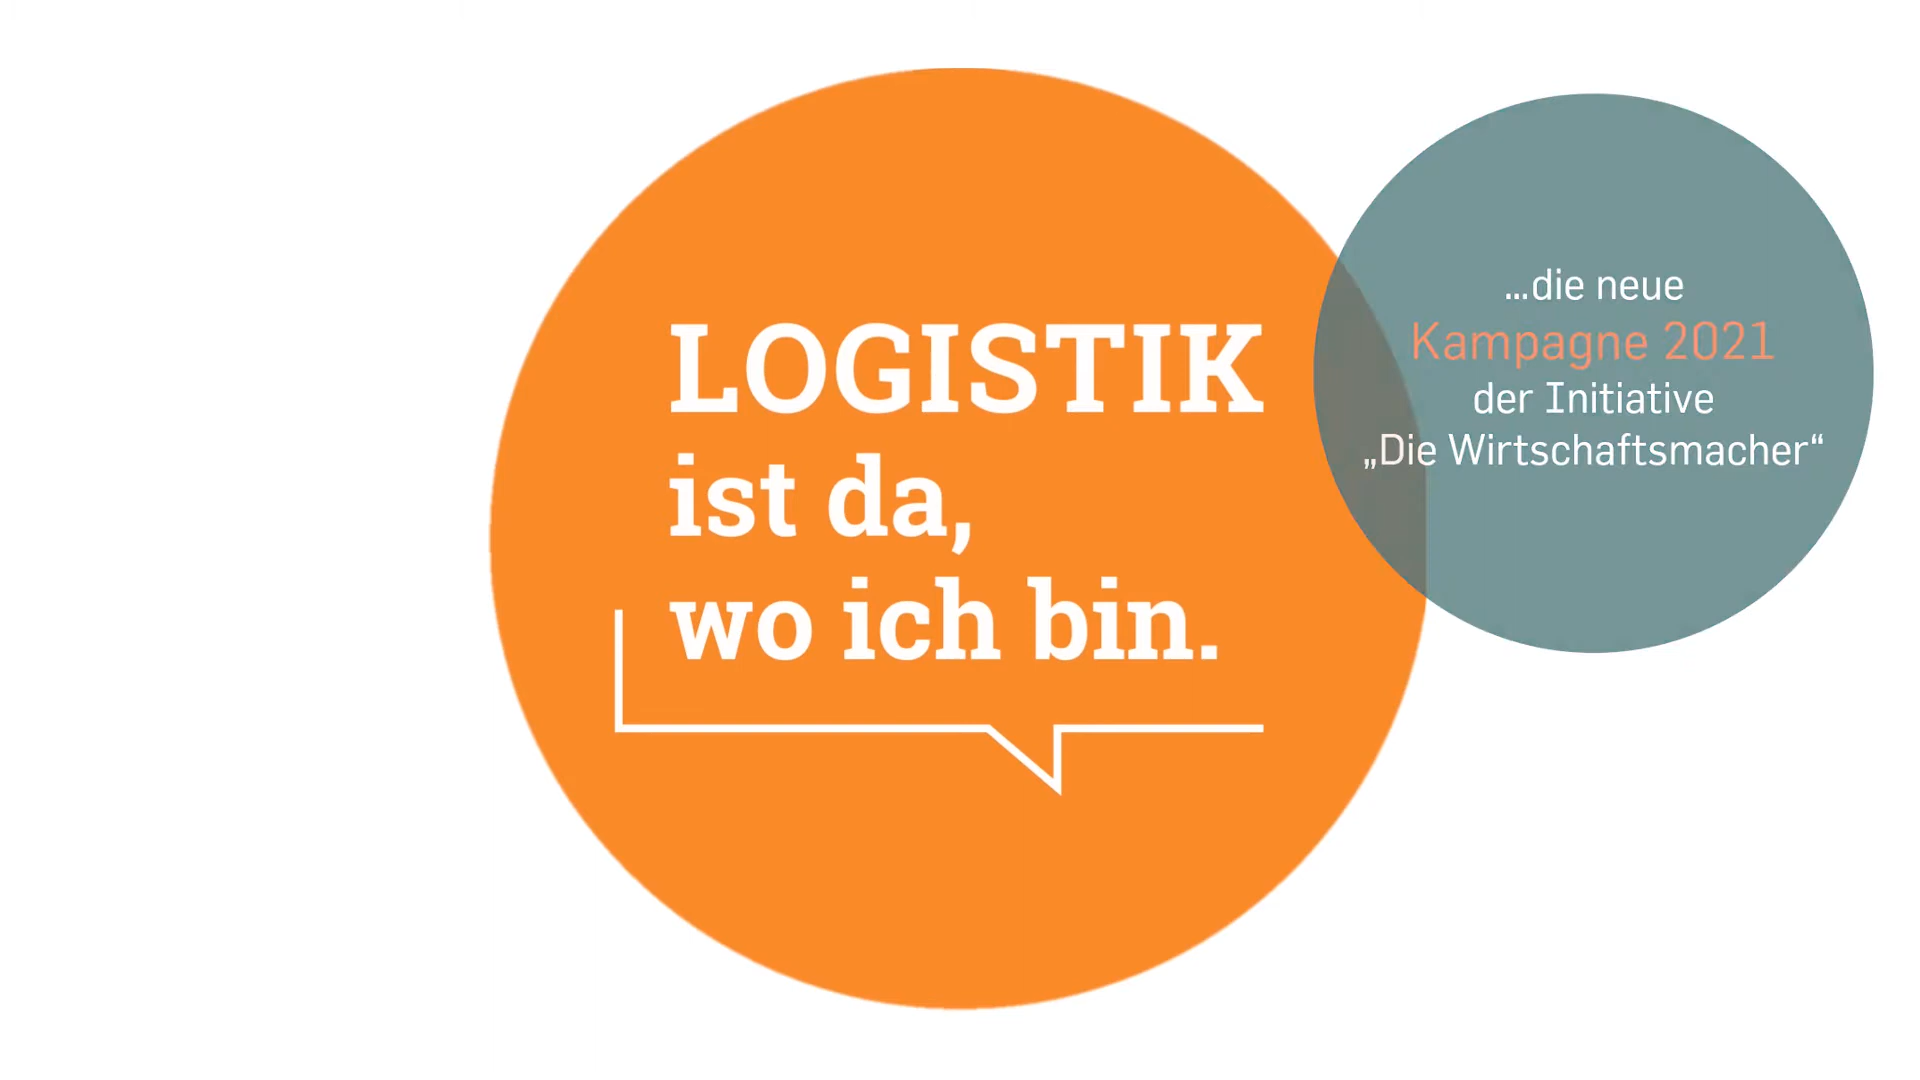 LOGISTIK
ist da,
wo ich bin.
...die neue
Kampagne 2021
der Initiative
„Die Wirtschaftsmacher“